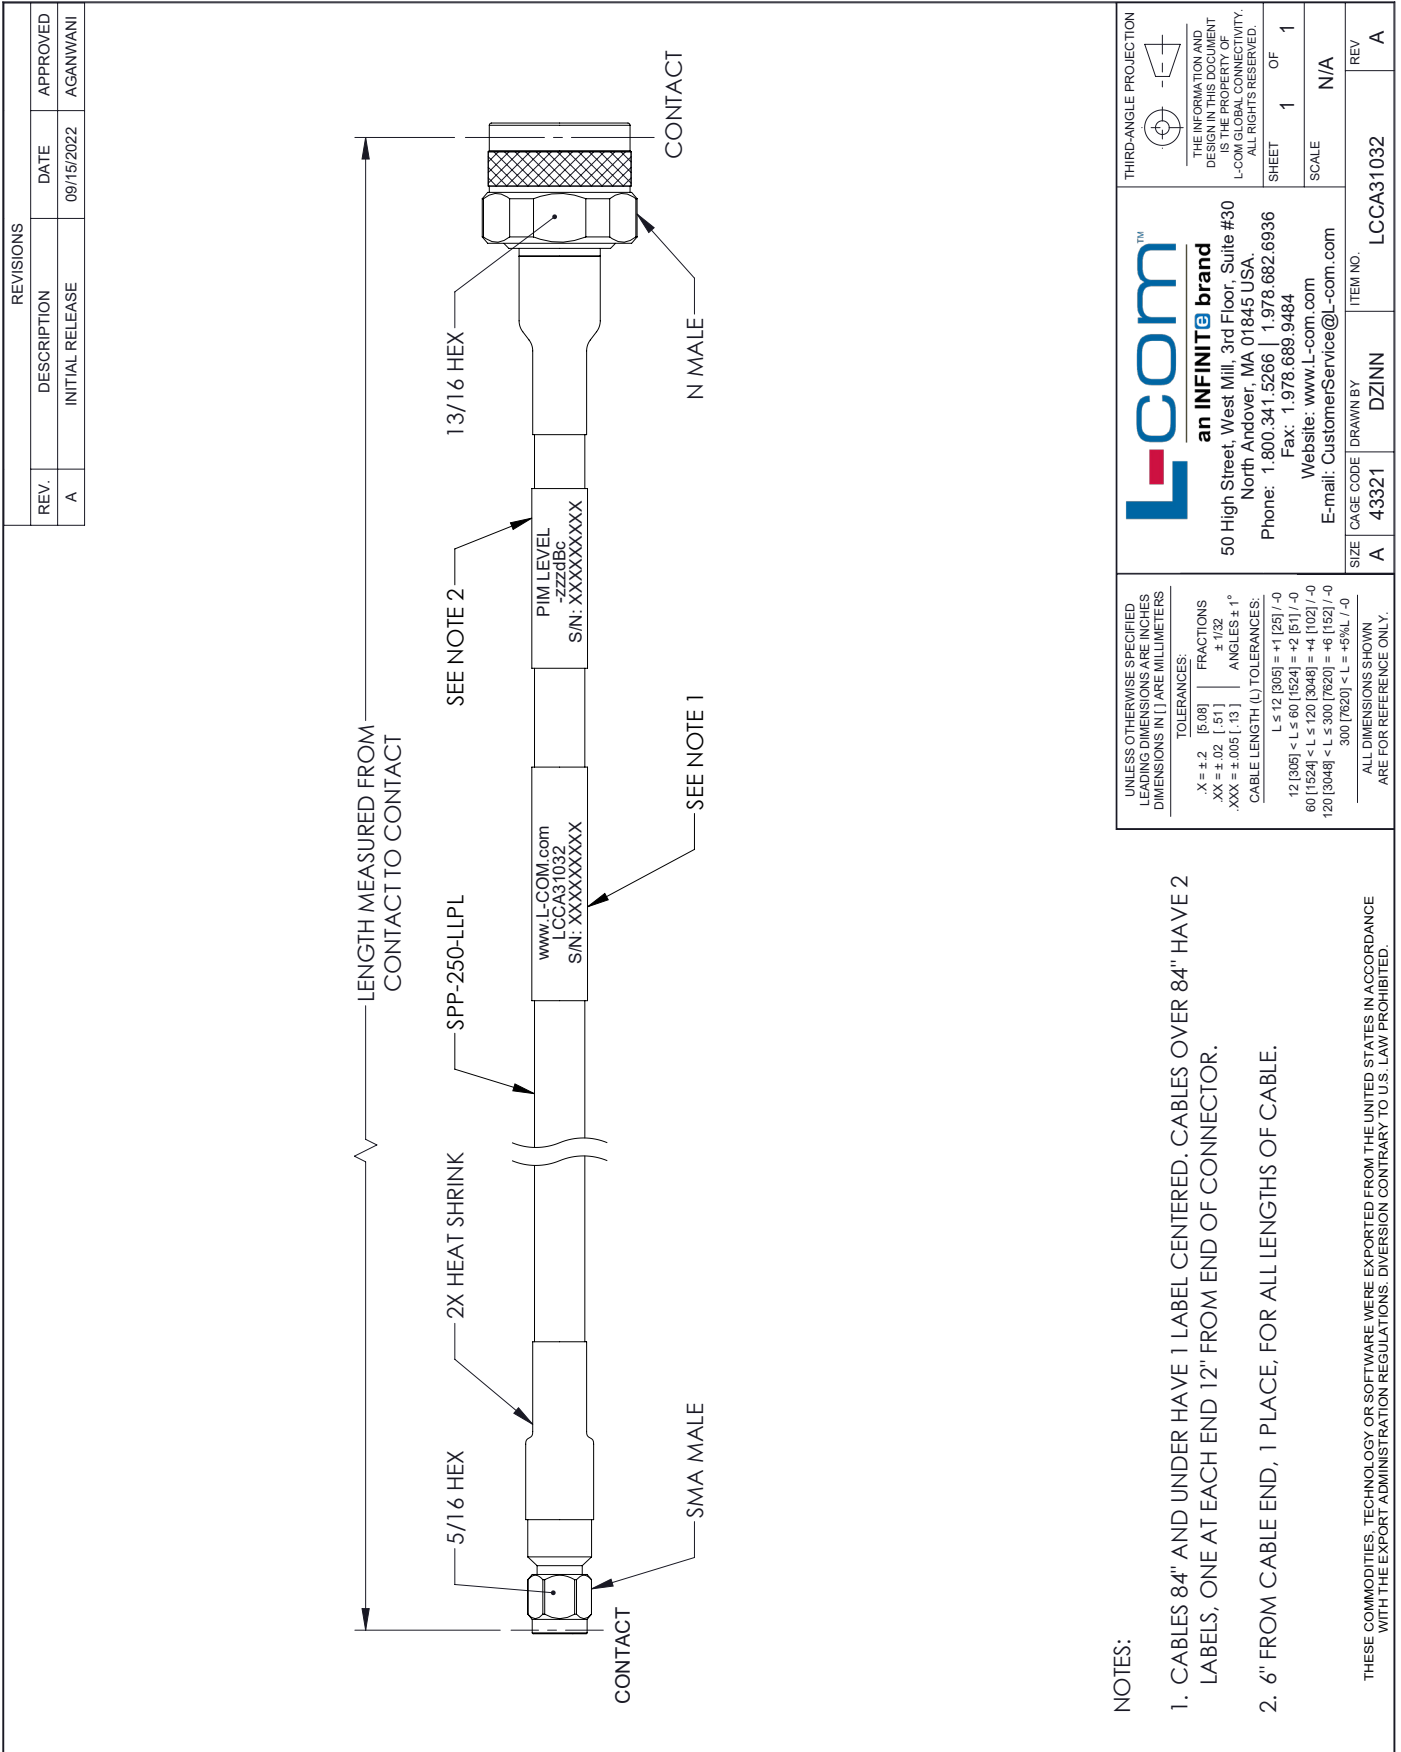 REVISIONS
REV. DESCRIPTION DATE APPROVED
A INITIAL RELEASE 09/15/2022 AGANWANI
LENGTH MEASURED FROM
CONTACT TO CONTACT
5/16 HEX
2X HEAT SHRINK
SPP-250-LLPL
SEE NOTE 2
13/16 HEX
www.L-COM.com
LCCA31032
S/N: XXXXXXXXX
PIM LEVEL
-zzzdBc
S/N: XXXXXXXXX
CONTACT
SMA MALE
SEE NOTE 1
N MALE
CONTACT
NOTES:
1. CABLES 84" AND UNDER HAVE 1 LABEL CENTERED. CABLES OVER 84" HAVE 2
LABELS, ONE AT EACH END 12" FROM END OF CONNECTOR.
2. 6" FROM CABLE END, 1 PLACE, FOR ALL LENGTHS OF CABLE.
THESE COMMODITIES, TECHNOLOGY OR SOFTWARE WERE EXPORTED FROM THE UNITED STATES IN ACCORDANCE
WITH THE EXPORT ADMINISTRATION REGULATIONS. DIVERSION CONTRARY TO U.S. LAW PROHIBITED.
UNLESS OTHERWISE SPECIFIED
LEADING DIMENSIONS ARE INCHES
DIMENSIONS IN [ ] ARE MILLIMETERS
TOLERANCES:
.X = ± .2 [5.08] FRACTIONS
.XX = ± .02 [.51] ± 1/32
.XXX = ± .005 [.13] ANGLES ± 1°
CABLE LENGTH (L) TOLERANCES:
L ≤ 12 [305] = +1 [25] / -0
12 [305] < L ≤ 60 [1524] = +2 [51] / -0
60 [1524] < L ≤ 120 [3048] = +4 [102] / -0
120 [3048] < L ≤ 300 [7620] = +6 [152] / -0
300 [7620] < L = +5%L / -0
ALL DIMENSIONS SHOWN
ARE FOR REFERENCE ONLY.
L-com™
an INFINITe brand
50 High Street, West Mill, 3rd Floor, Suite #30
North Andover, MA 01845 USA.
Phone: 1.800.341.5266 | 1.978.682.6936
Fax: 1.978.689.9484
Website: www.L-com.com
E-mail: CustomerService@L-com.com
THIRD-ANGLE PROJECTION
THE INFORMATION AND
DESIGN IN THIS DOCUMENT
IS THE PROPERTY OF
L-COM GLOBAL CONNECTIVITY.
ALL RIGHTS RESERVED.
SHEET 1 OF 1
SCALE N/A
SIZE A
CAGE CODE 43321
DRAWN BY DZINN
ITEM NO. LCCA31032
REV A